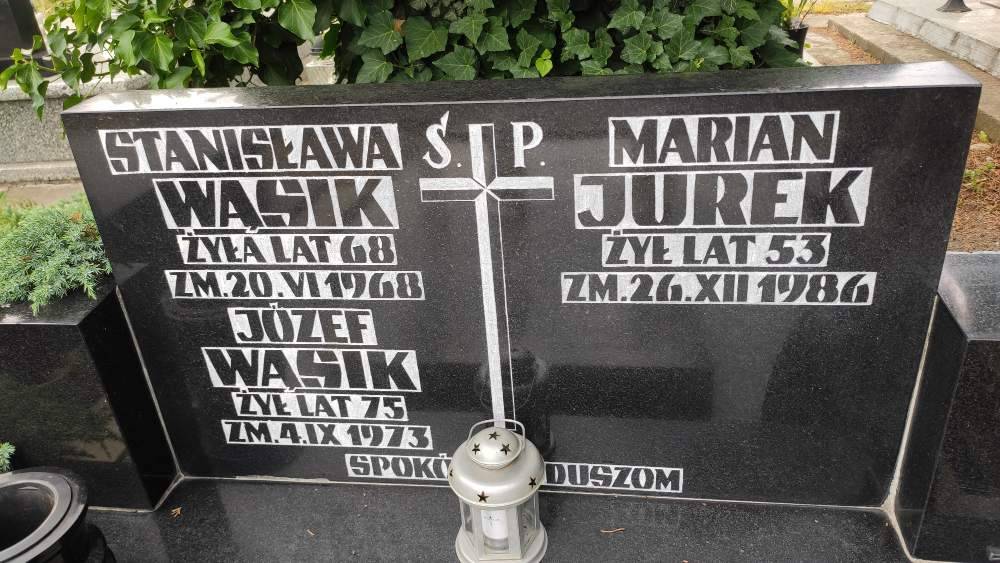 Ś. P.
STANISŁAWA
WĄSIK
ŻYŁA LAT 68
ZM. 20. VI 1968
JÓZEF
WĄSIK
ŻYŁ LAT 75
ZM. 4. IX 1973
MARIAN
JUREK
ŻYŁ LAT 53
ZM. 26. XII 1986
DUSZOM